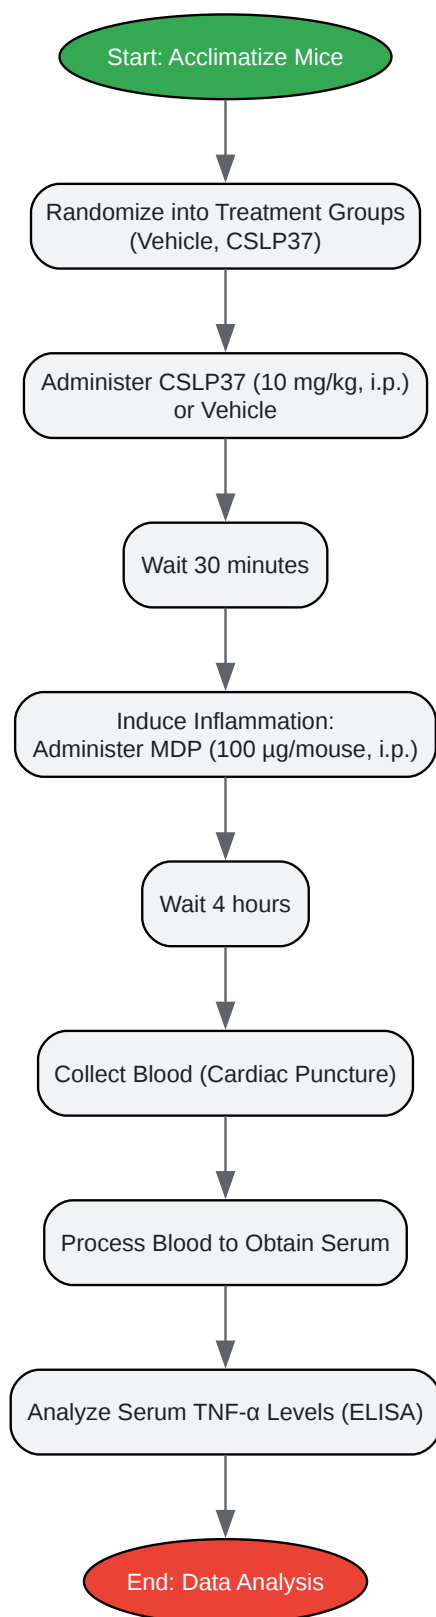 Start: Acclimatize Mice
Randomize into Treatment Groups
(Vehicle, CSLP37)
Administer CSLP37 (10 mg/kg, i.p.)
or Vehicle
Wait 30 minutes
Induce Inflammation:
Administer MDP (100 µg/mouse, i.p.)
Wait 4 hours
Collect Blood (Cardiac Puncture)
Process Blood to Obtain Serum
Analyze Serum TNF-α Levels (ELISA)
End: Data Analysis